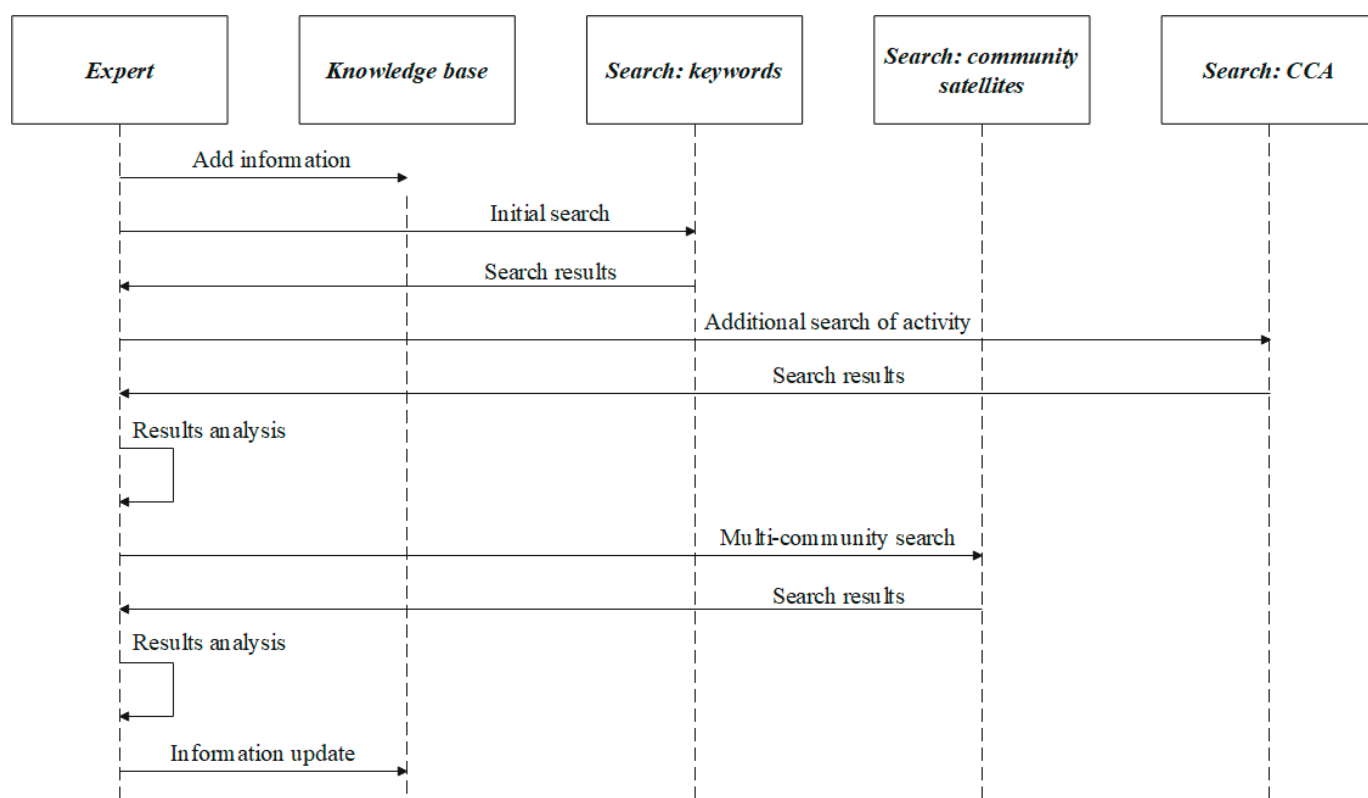 Expert
Knowledge base
Search: keywords
Search: community
satellites
Search: CCA
Add information
Initial search
Search results
Additional search of activity
Search results
Results analysis
Multi-community search
Search results
Results analysis
Information update